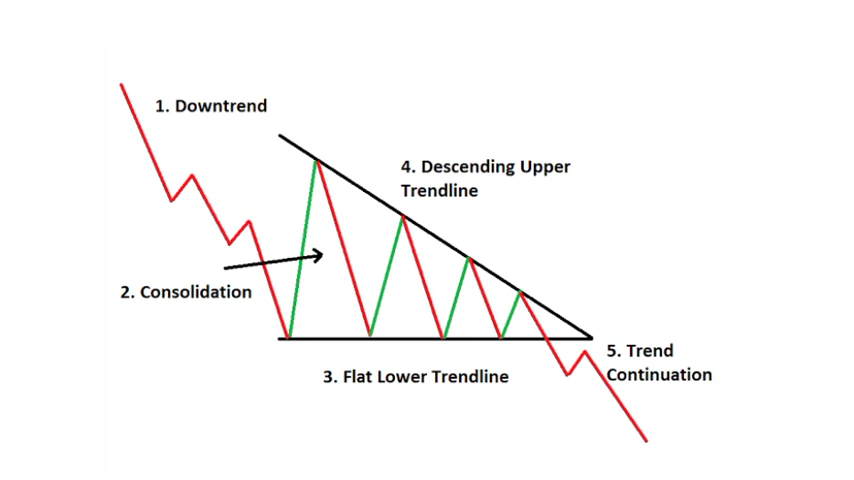 1. Downtrend
4. Descending Upper
Trendline
2. Consolidation
3. Flat Lower Trendline
5. Trend
Continuation